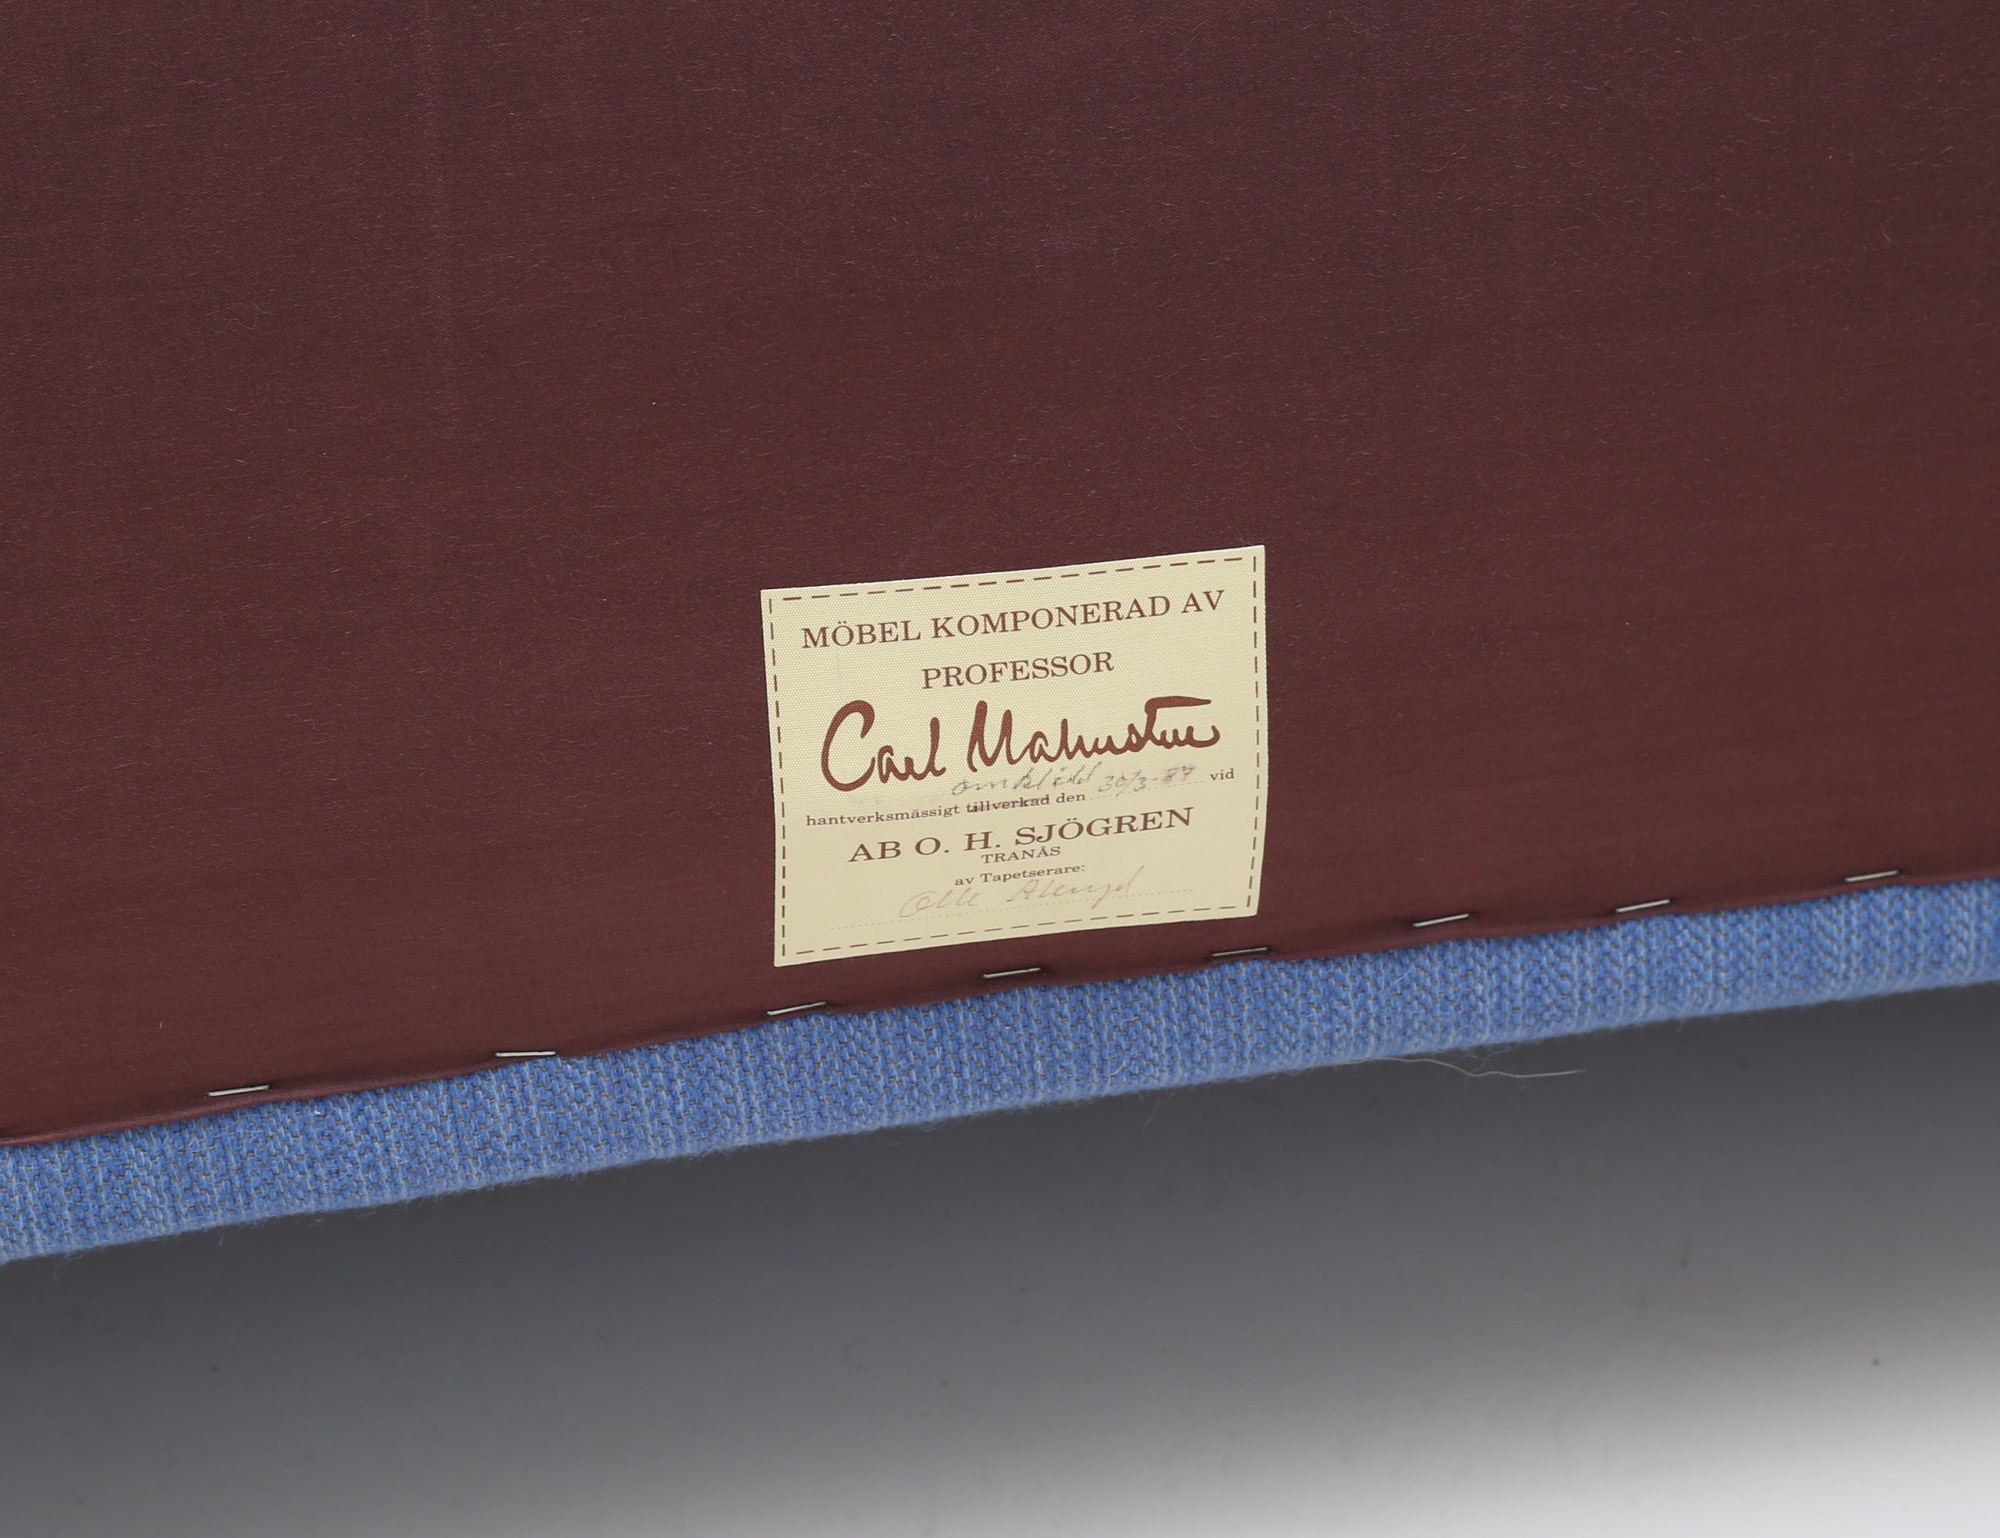 MÖBEL KOMPONERAD AV
PROFESSOR
Carl Malmsten
omklädd 30/3-87 vid
hantverksmässigt tillverkad den
AB O. H. SJÖGREN
TRANÅS
av Tapetserare:
Olle